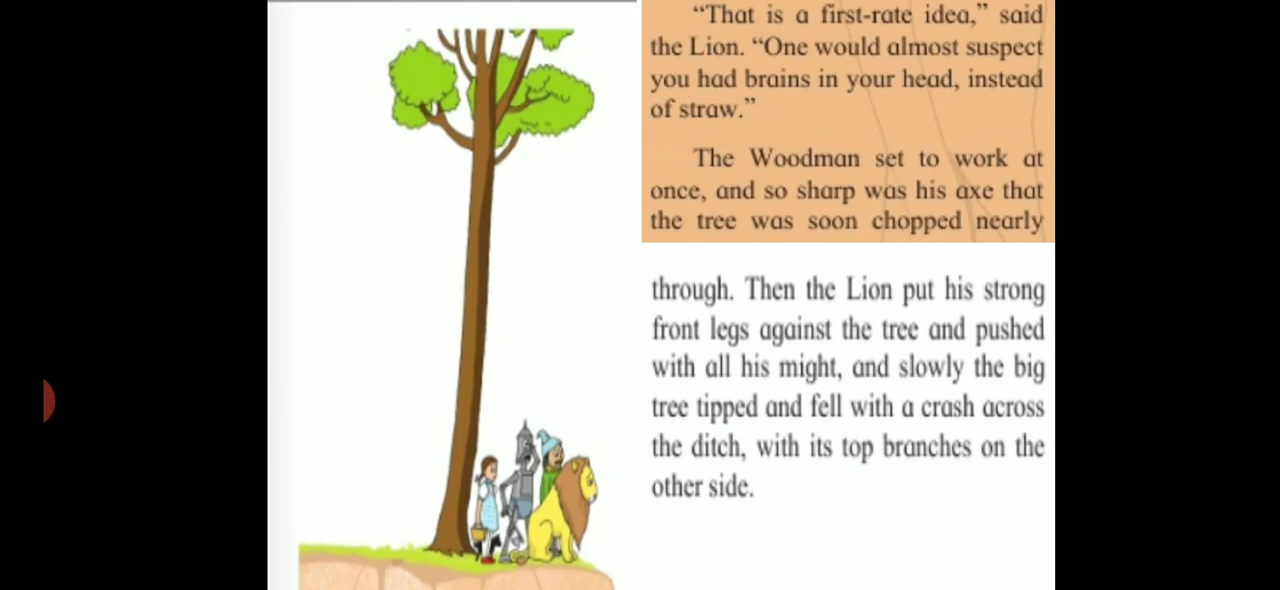 “That is a first-rate idea,” said
the Lion. “One would almost suspect
you had brains in your head, instead
of straw.”
The Woodman set to work at
once, and so sharp was his axe that
the tree was soon chopped nearly
through. Then the Lion put his strong
front legs against the tree and pushed
with all his might, and slowly the big
tree tipped and fell with a crash across
the ditch, with its top branches on the
other side.